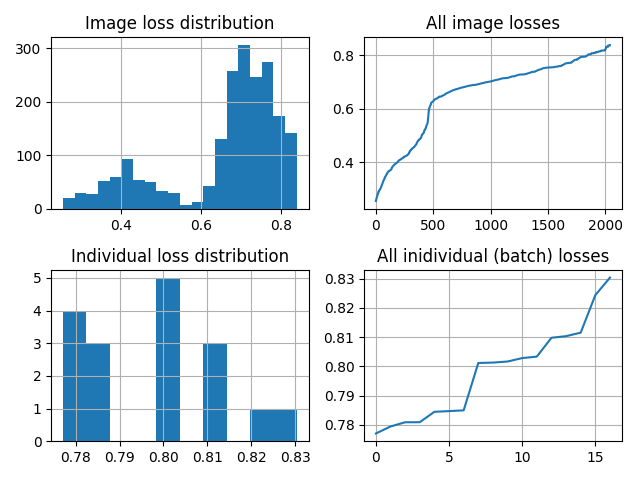 Image loss distribution
300
200
100
0
0.4 0.6 0.8
All image losses
0.8
0.6
0.4
0 500 1000 1500 2000
Individual loss distribution
5
4
3
2
1
0
0.78 0.79 0.80 0.81 0.82 0.83
All inidividual (batch) losses
0.83
0.82
0.81
0.80
0.79
0.78
0 5 10 15